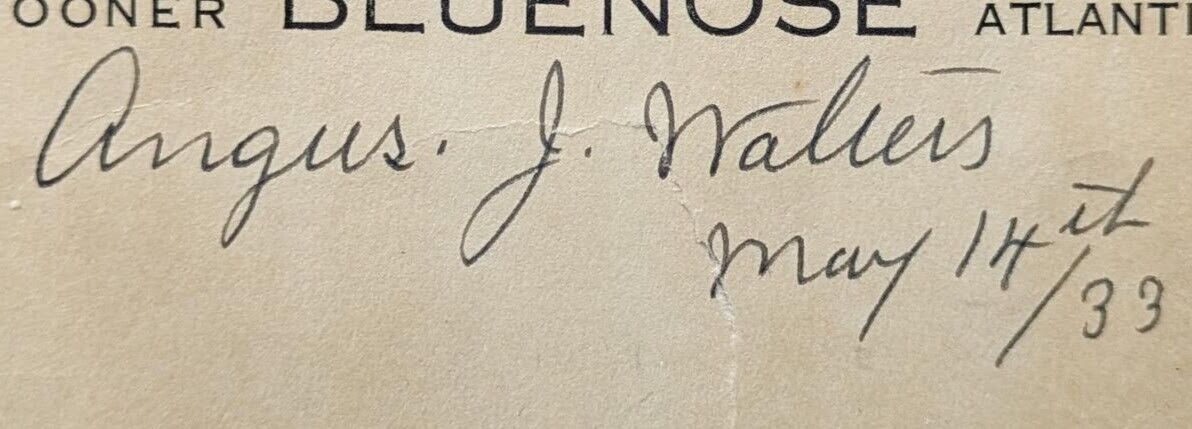 OONER BLUENOSE ATLANTI
Angus. J. Walters
May 14th
/33